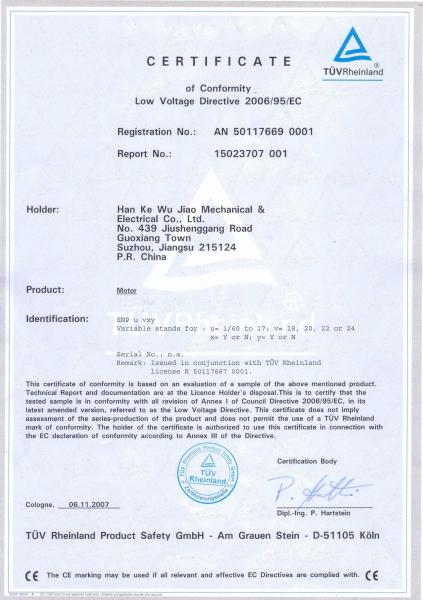 TÜVRheinland®
CERTIFICATE
of Conformity
Low Voltage Directive 2006/95/EC
Registration No.: AN 50117669 0001
Report No.: 15023707 001
Holder: Han Ke Wu Jiao Mechanical &
Electrical Co., Ltd.
No. 439 Jiushenggang Road
Guoxiang Town
Suzhou, Jiangsu 215124
P.R. China
Product: Motor
Identification: SNP u vxy
Variable stands for : u= 1/60 to 17; v= 18, 20, 22 or 24
x= Y or N; y= Y or N
Serial No.: n.a.
Remark: Issued in conjunction with TÜV Rheinland
license R 50117667 0001.
This certificate of conformity is based on an evaluation of a sample of the above mentioned product.
Technical Report and documentation are at the Licence Holder's disposal.This is to certify that the
tested sample is in conformity with all revision of Annex I of Council Directive 2006/95/EC, in its
latest amended version, referred to as the Low Voltage Directive. This certificate does not imply
assessment of the series-production of the product and does not permit the use of a TÜV Rheinland
mark of conformity. The holder of the certificate is authorized to use this certificate in connection with
the EC declaration of conformity according to Annex III of the Directive.
TÜV Rheinland Product Safety GmbH
TÜV
Rheinland
Zertifizierungsstelle
Certification Body
Cologne, 06.11.2007
Dipl.-Ing. P. Hartstein
TÜV Rheinland Product Safety GmbH - Am Grauen Stein - D-51105 Köln
CE The CE marking may be used if all relevant and effective EC Directives are complied with. CE